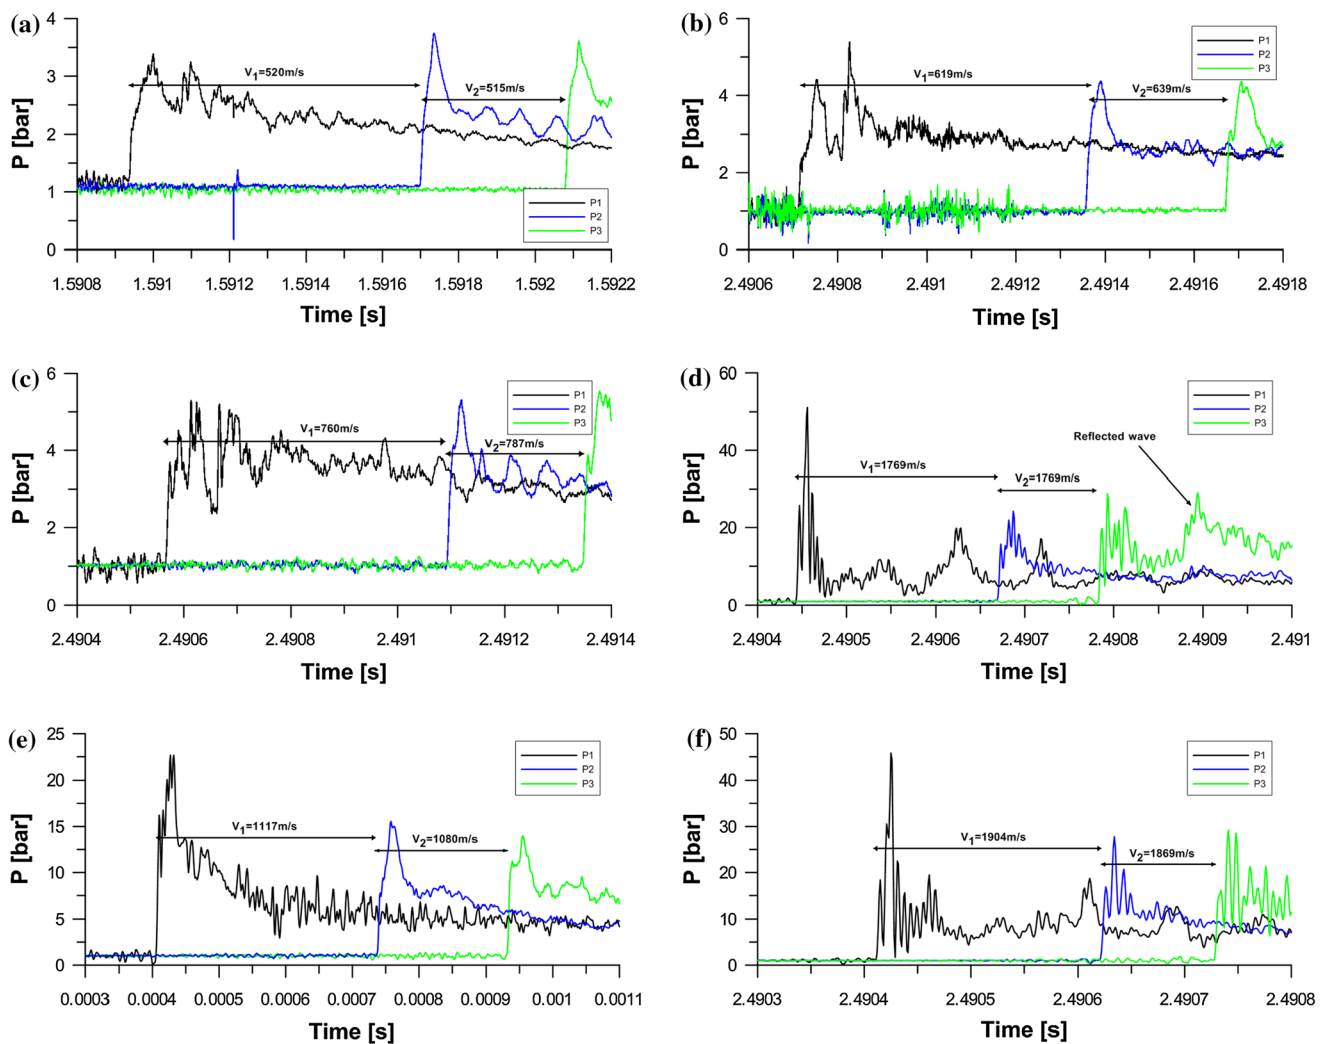 (a)
P [bar]
4
3
2
1
0
V1=520m/s
V2=515m/s
P1
P2
P3
1.5908 1.591 1.5912 1.5914 1.5916 1.5918 1.592 1.5922
Time [s]
(b)
P [bar]
6
4
2
0
P1
P2
P3
V1=619m/s
V2=639m/s
2.4906 2.4908 2.491 2.4912 2.4914 2.4916 2.4918
Time [s]
(c)
P [bar]
6
5
3
2
0
P1
P2
P3
V1=760m/s
V2=787m/s
2.4904 2.4906 2.4908 2.491 2.4912 2.4914
Time [s]
(d)
P [bar]
60
40
30
20
10
0
P1
P2
P3
Reflected wave
V1=1769m/s
V2=1769m/s
2.4904 2.4905 2.4906 2.4907 2.4908 2.4909 2.491
Time [s]
(e)
P [bar]
25
20
15
10
5
0
P1
P2
P3
V1=1117m/s
V2=1080m/s
0.0003 0.0004 0.0005 0.0006 0.0007 0.0008 0.0009 0.001 0.0011
Time [s]
(f)
P [bar]
50
40
30
20
10
0
P1
P2
P3
V1=1904m/s
V2=1869m/s
2.4903 2.4904 2.4905 2.4906 2.4907 2.4908
Time [s]